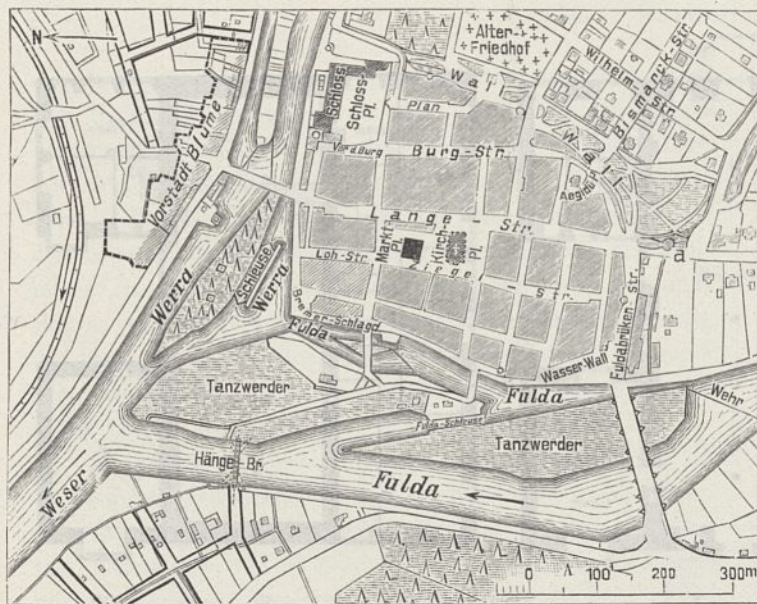 N
Alter-
Friedhof
Wall
Wilhelm-
str.
Bismarck-str.
Schloss
Schloss-
Pl.
Plan
Wall
Vorstadt Blume
Vor d. Burg
Burg-Str.
Aegidii Pl.
Lange - Str.
Markt-
Pl.
Kirch-
Pl.
a
Loh-Str.
Ziegel - Str.
Werra
Schleuse
Werra
Bremer-Schlagd
Fulda
Fuldabrüken str.
Wasser-Wall
Tanzwerder
Fulda
Wehr
Fulda-Schleuse
Tanzwerder
Hänge-Br.
Fulda
Weser
0 100 200 300m